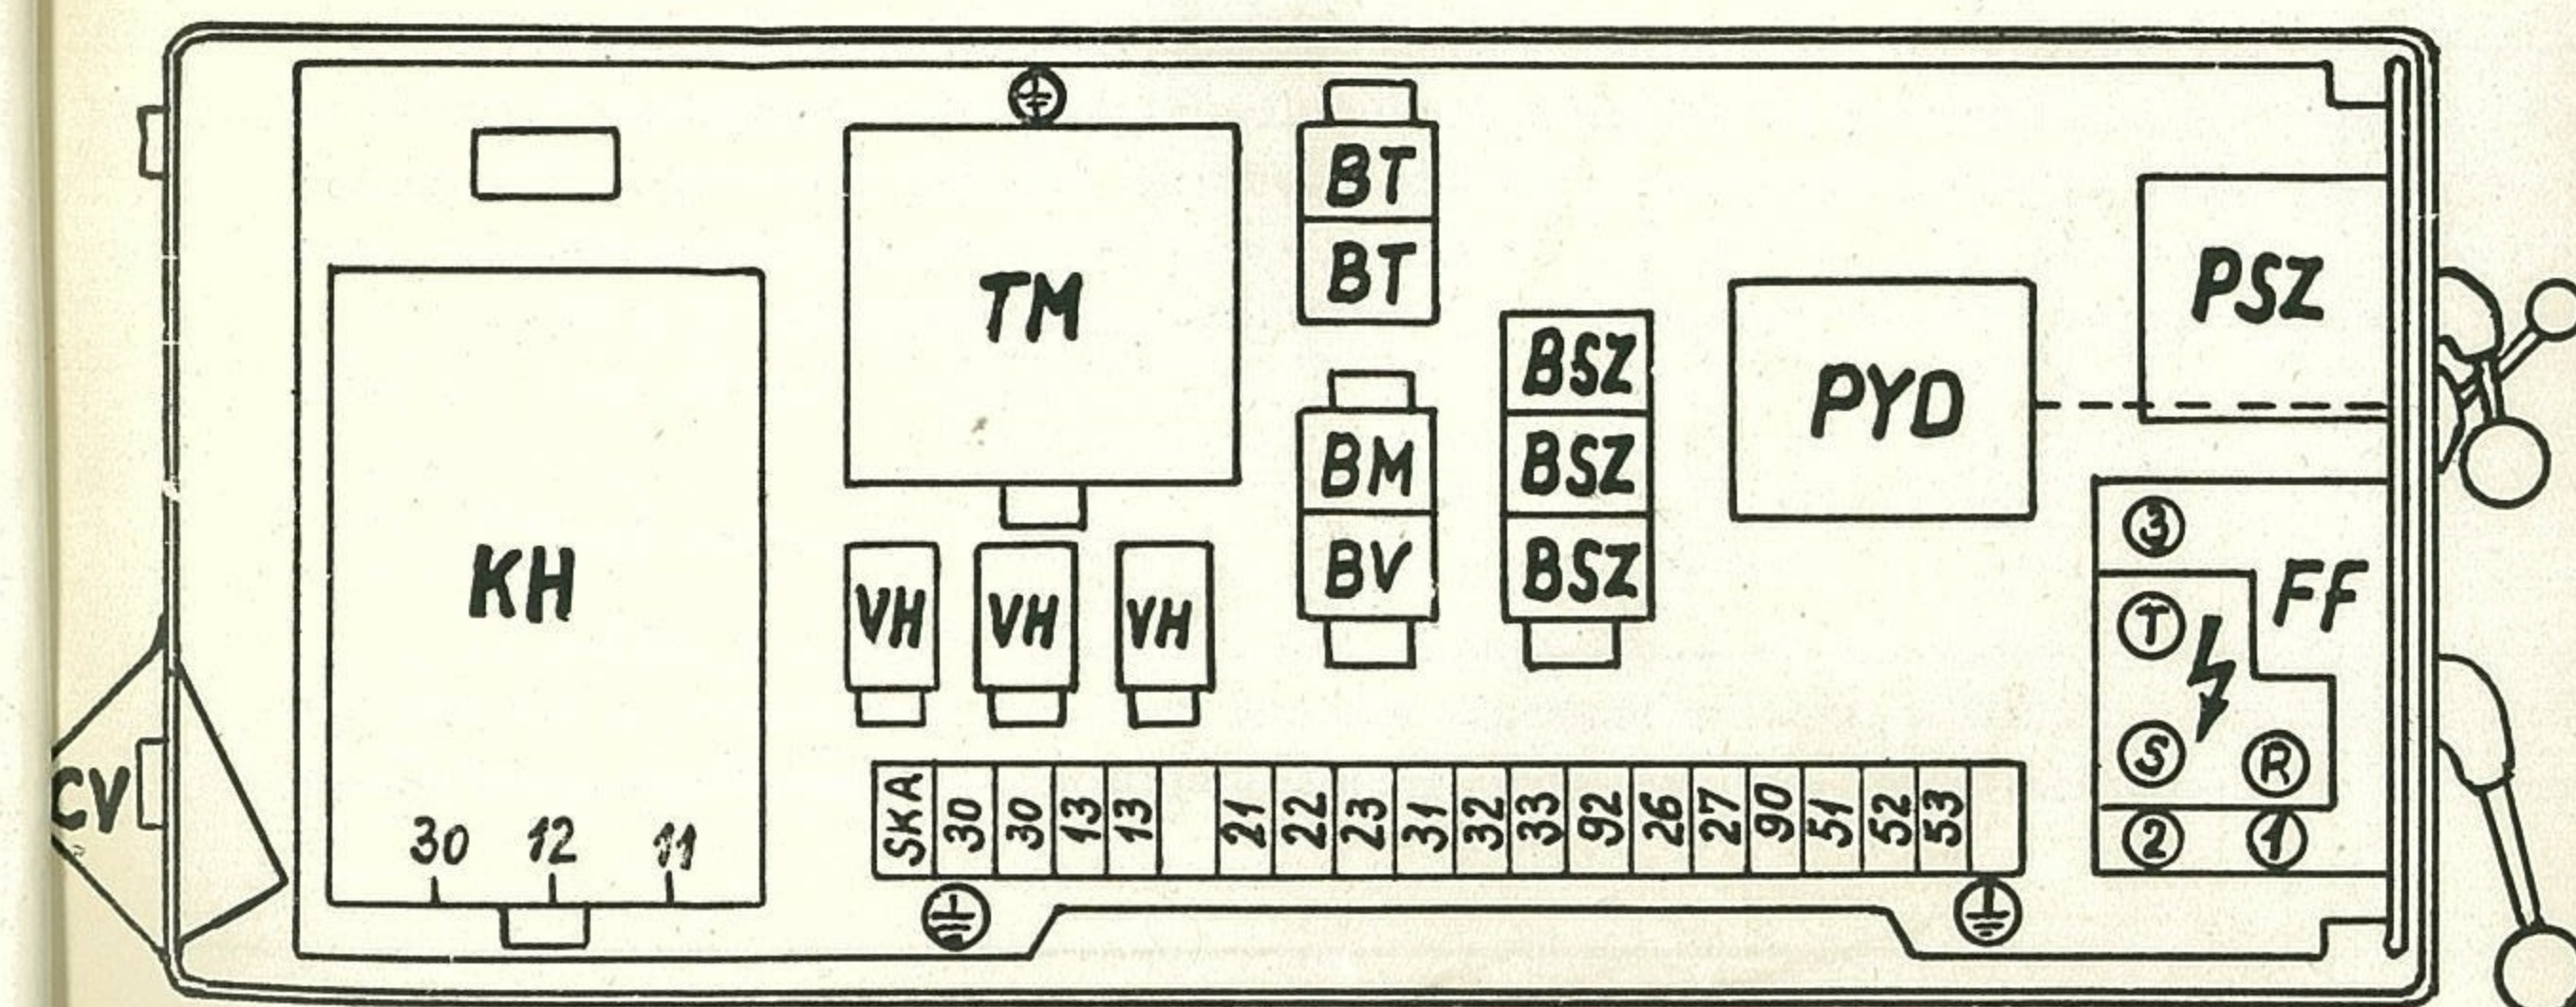 BT
BT
TM
PSZ
BSZ
PYD
BM
BSZ
BV
BSZ
KH
VH
VH
VH
3
FF
T
S
R
CV
SKA 30 30 13 13 21 22 23 31 32 33 92 26 27 90 51 52 53
30 12 11
2
1